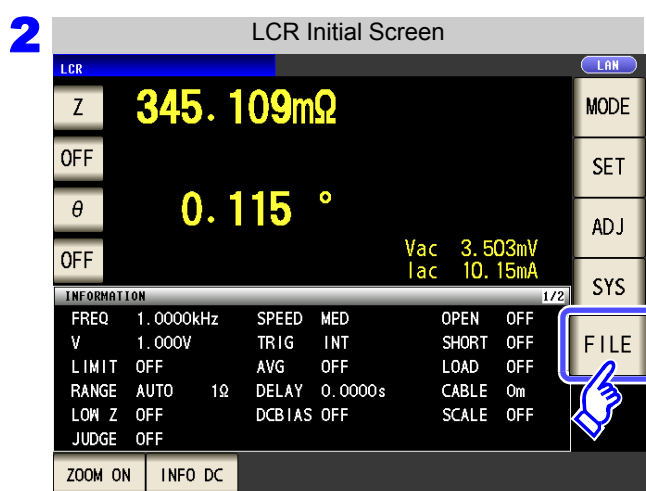 2
LCR Initial Screen
LCR
LAN
Z 345.109mΩ
MODE
OFF
SET
θ 0.115 °
ADJ
OFF
Vac 3.503mV
Iac 10.15mA
SYS
INFORMATION 1/2
FREQ 1.0000kHz SPEED MED OPEN OFF
V 1.000V TRIG INT SHORT OFF
FILE
LIMIT OFF AVG OFF LOAD OFF
RANGE AUTO 1Ω DELAY 0.0000s CABLE 0m
LOW Z OFF DCBIAS OFF SCALE OFF
JUDGE OFF
ZOOM ON INFO DC